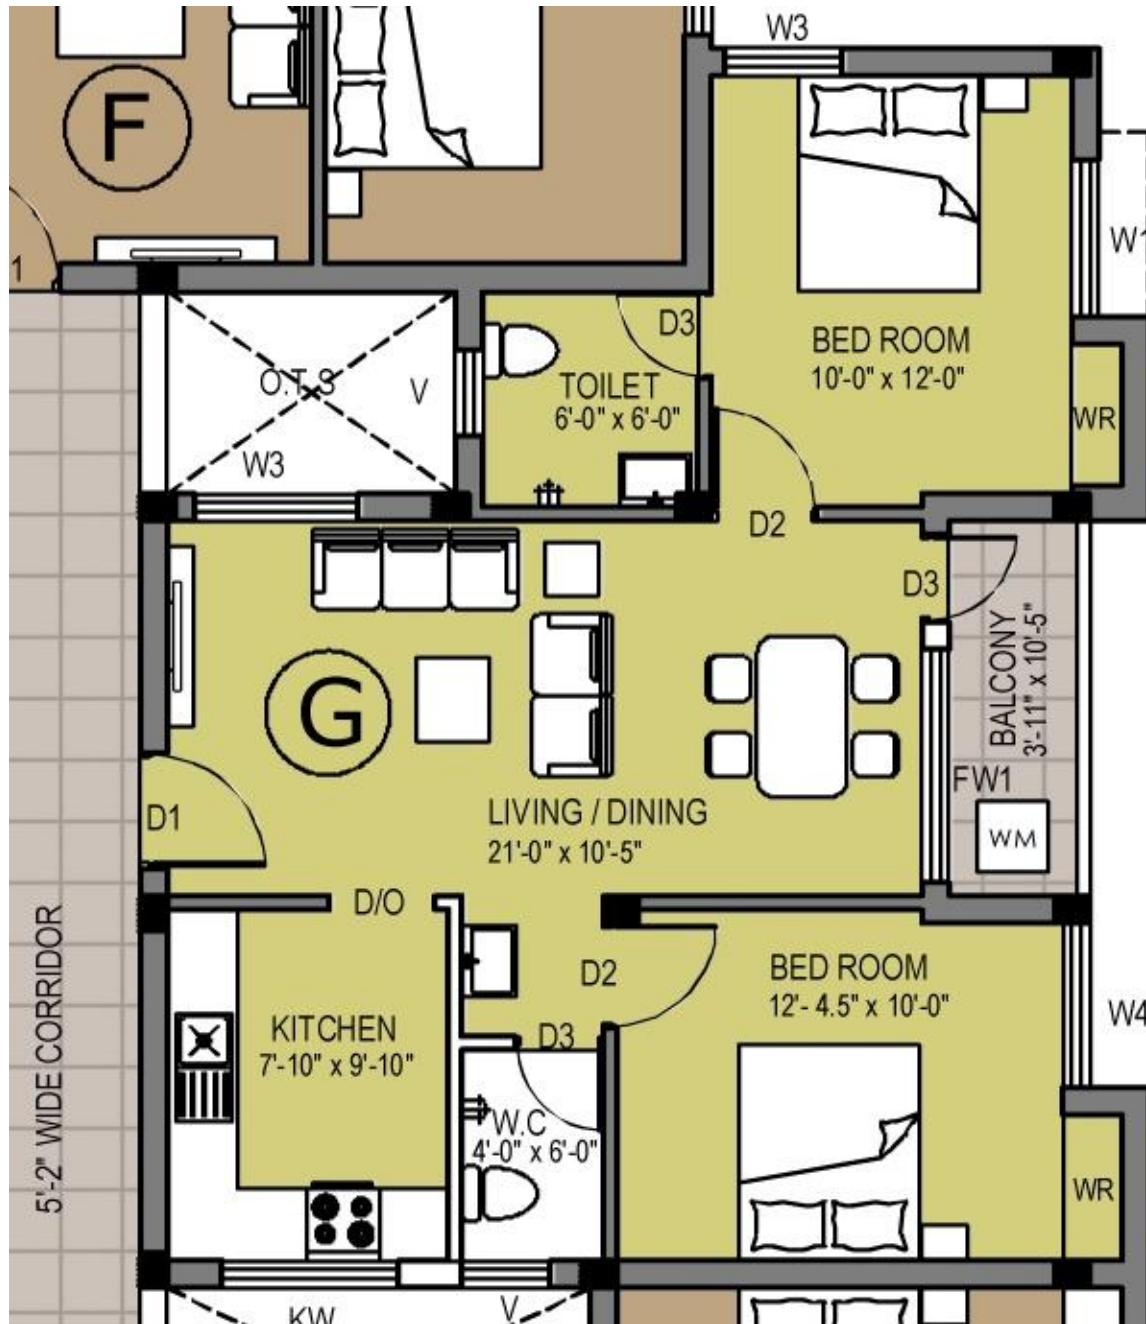 W3
F
1
W1
BED ROOM
10'-0" x 12'-0"
D3
TOILET
6'-0" x 6'-0"
O.T.S
V
WR
W3
D2
D3
BALCONY
3'-11" x 10'-5"
G
FW1
WM
D1
LIVING / DINING
21'-0" x 10'-5"
D/O
5'-2" WIDE CORRIDOR
D2
BED ROOM
12'- 4.5" x 10'-0"
W4
KITCHEN
7'-10" x 9'-10"
D3
W.C
4'-0" x 6'-0"
WR
KW
V